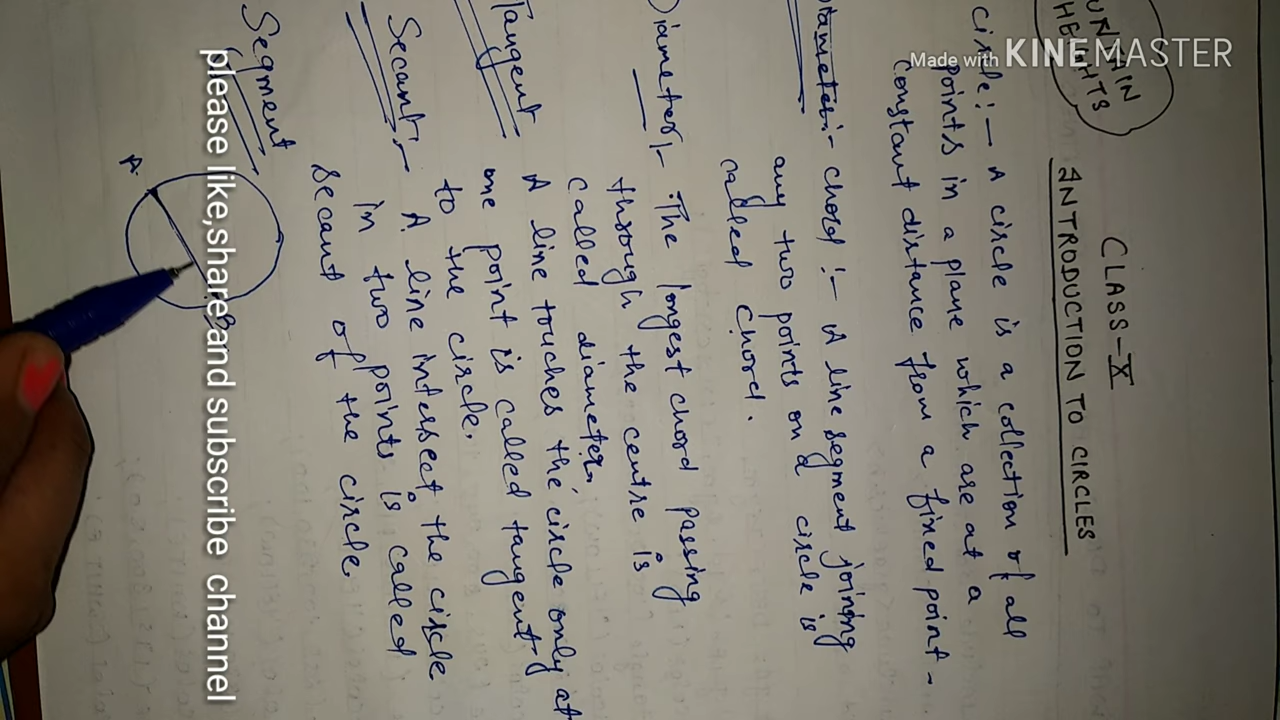 CLASS-X
INTRODUCTION TO CIRCLES
Circle:- A circle is a collection of all
points in a plane which are at a
constant distance from a fixed point-
Diameter:- chord:- A line segment joining
any two points on a circle is
called chord.
Diameter:- The longest chord passing
through the centre is
called diameter.
Tangent A line touches the circle only at
one point is called tangent
to the circle.
Secant:- A line intersect the circle
in two points is called
secant of the circle.
Segment
A
B
Made with KINEMASTER
please like,share and subscribe channel